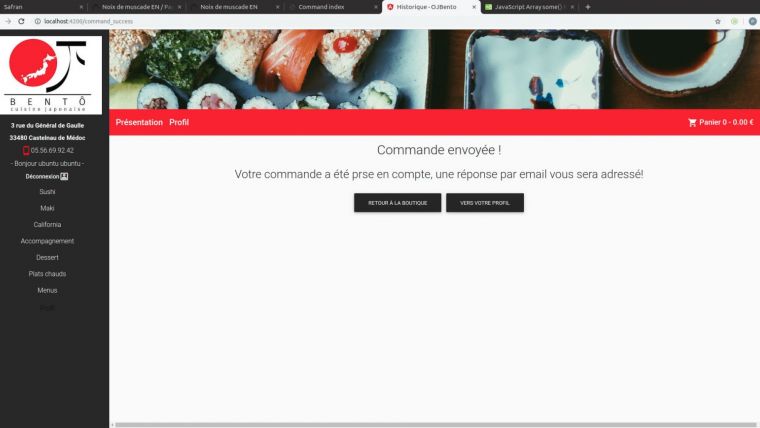 Safran
Noix de muscade EN / Pa
Noix de muscade EN
Command index
Historique - OJBento
JavaScript Array some()
localhost:4200/command_success
BENTÔ
cuisine japonaise
3 rue du Général de Gaulle
33480 Castelnau de Médoc
05.56.69.92.42
- Bonjour ubuntu ubuntu -
Déconnexion
Sushi
Maki
California
Accompagnement
Dessert
Plats chauds
Menus
Profil
Présentation Profil
Panier 0 - 0.00 €
Commande envoyée !
Votre commande a été prse en compte, une réponse par email vous sera adressé!
RETOUR À LA BOUTIQUE VERS VOTRE PROFIL